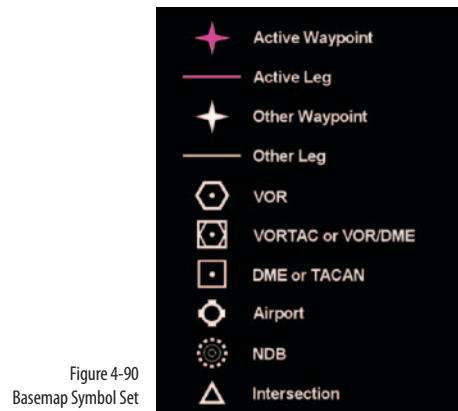 Active Waypoint
Active Leg
Other Waypoint
Other Leg
VOR
VORTAC or VOR/DME
DME or TACAN
Airport
NDB
Intersection
Figure 4-90
Basemap Symbol Set